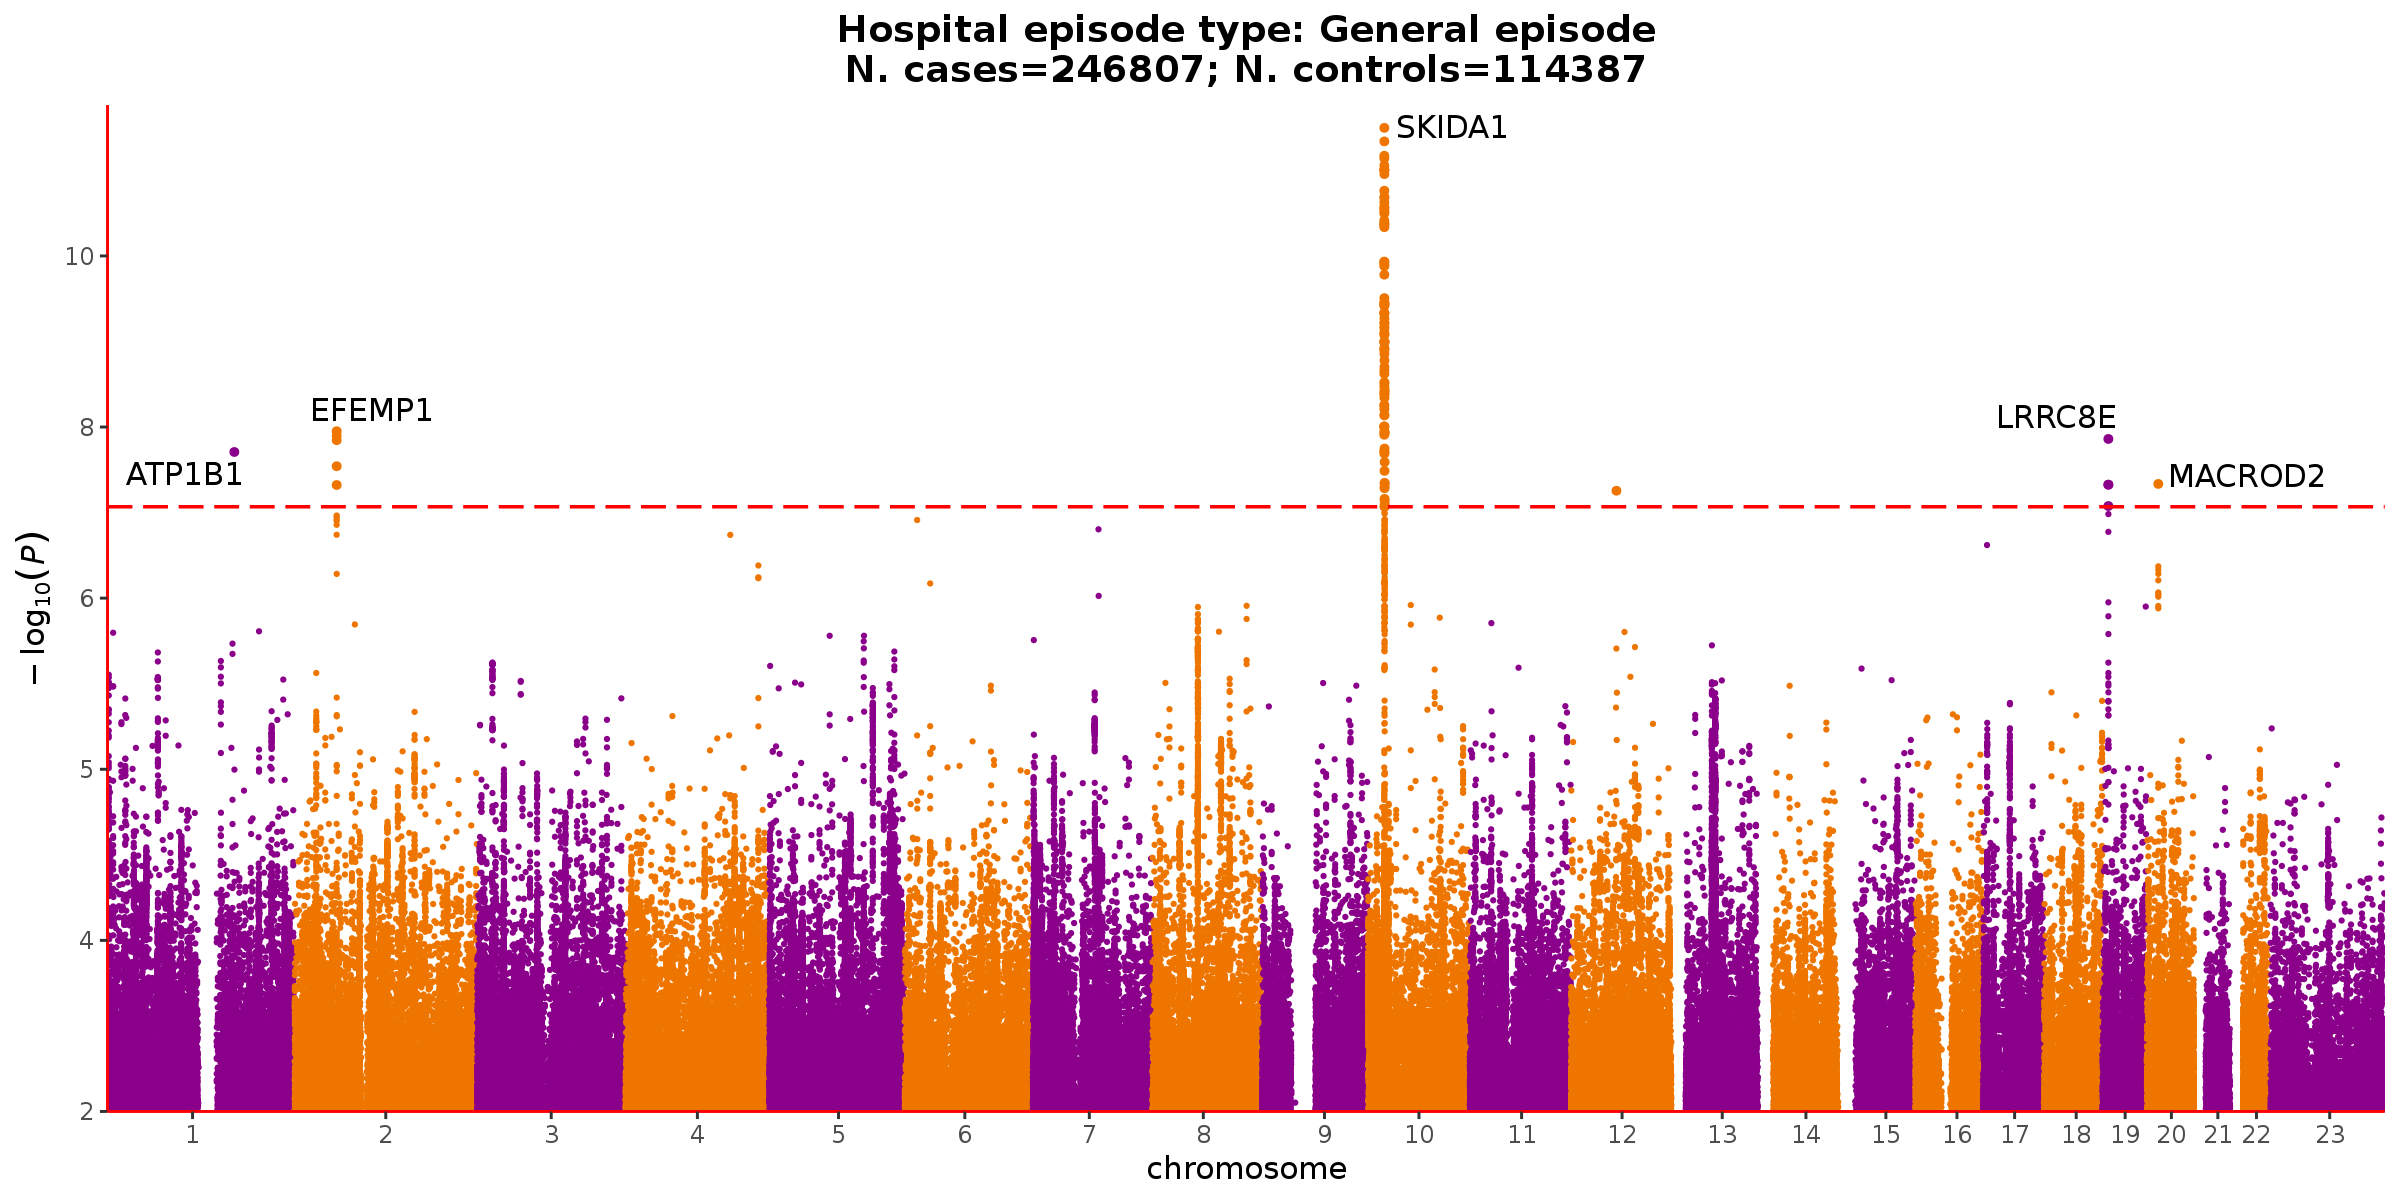 Hospital episode type: General episode
N. cases=246807; N. controls=114387
SKIDA1
10
EFEMP1
LRRC8E
8
ATP1B1
MACROD2
−log₁₀(P)
6
5
4
2
1 2 3 4 5 6 7 8 9 10 11 12 13 14 15 16 17 18 19 20 21 22 23
chromosome